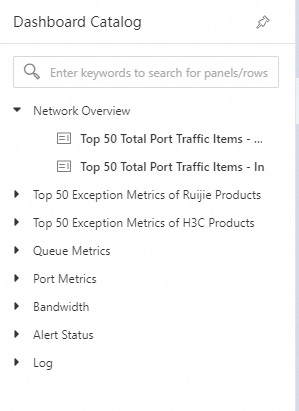 Dashboard Catalog
Enter keywords to search for panels/rows
Network Overview
Top 50 Total Port Traffic Items - ...
Top 50 Total Port Traffic Items - In
Top 50 Exception Metrics of Ruijie Products
Top 50 Exception Metrics of H3C Products
Queue Metrics
Port Metrics
Bandwidth
Alert Status
Log